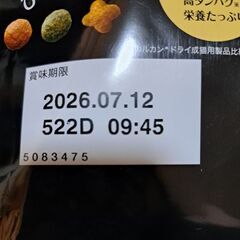 高タンパク
栄養たっぷり
カルカン®ドライ成猫用製品比
賞味期限
2026.07.12
522D 09:45
5083475